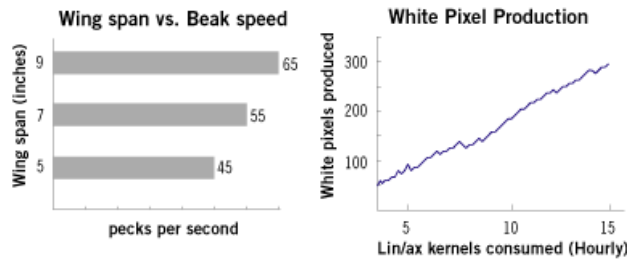 Wing span vs. Beak speed
Wing span (inches)
9
65
7
55
5
45
pecks per second
White Pixel Production
White pixels produced
300
200
100
5 10 15
Lin/ax kernels consumed (Hourly)